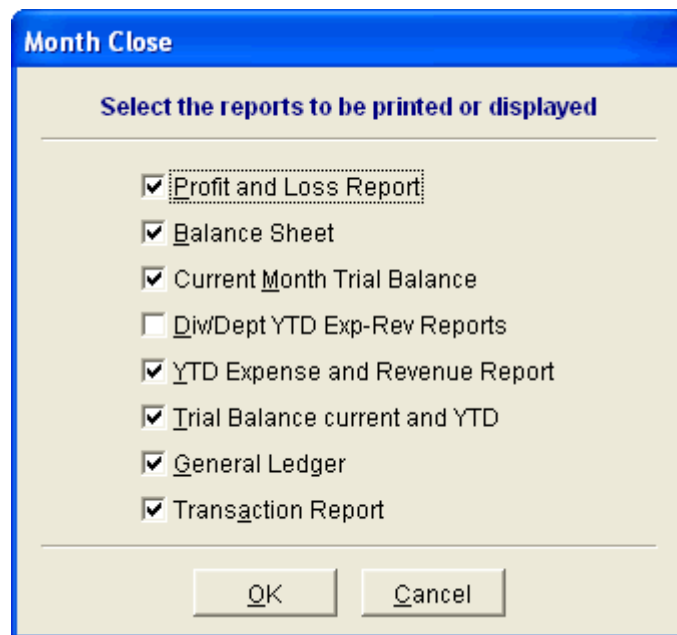 Month Close
Select the reports to be printed or displayed
Profit and Loss Report
Balance Sheet
Current Month Trial Balance
Div/Dept YTD Exp-Rev Reports
YTD Expense and Revenue Report
Trial Balance current and YTD
General Ledger
Transaction Report
OK Cancel